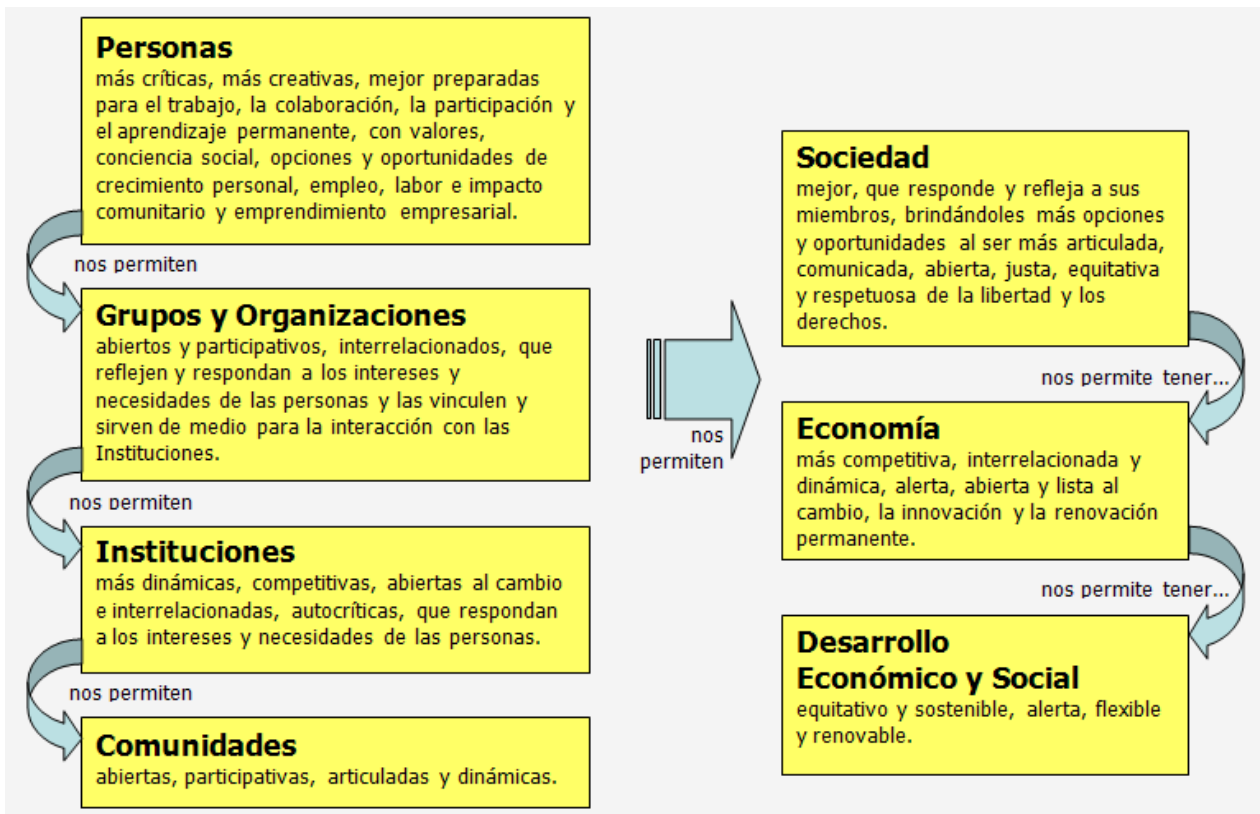 Personas
más críticas, más creativas, mejor preparadas
para el trabajo, la colaboración, la participación y
el aprendizaje permanente, con valores,
conciencia social, opciones y oportunidades de
crecimiento personal, empleo, labor e impacto
comunitario y emprendimiento empresarial.
nos permiten
Grupos y Organizaciones
abiertos y participativos, interrelacionados, que
reflejen y respondan a los intereses y
necesidades de las personas y las vinculen y
sirven de medio para la interacción con las
Instituciones.
nos permiten
Instituciones
más dinámicas, competitivas, abiertas al cambio
e interrelacionadas, autocríticas, que respondan
a los intereses y necesidades de las personas.
nos permiten
Comunidades
abiertas, participativas, articuladas y dinámicas.
nos
permiten
Sociedad
mejor, que responde y refleja a sus
miembros, brindándoles más opciones
y oportunidades al ser más articulada,
comunicada, abierta, justa, equitativa
y respetuosa de la libertad y los
derechos.
nos permite tener...
Economía
más competitiva, interrelacionada y
dinámica, alerta, abierta y lista al
cambio, la innovación y la renovación
permanente.
nos permite tener...
Desarrollo
Económico y Social
equitativo y sostenible, alerta, flexible
y renovable.